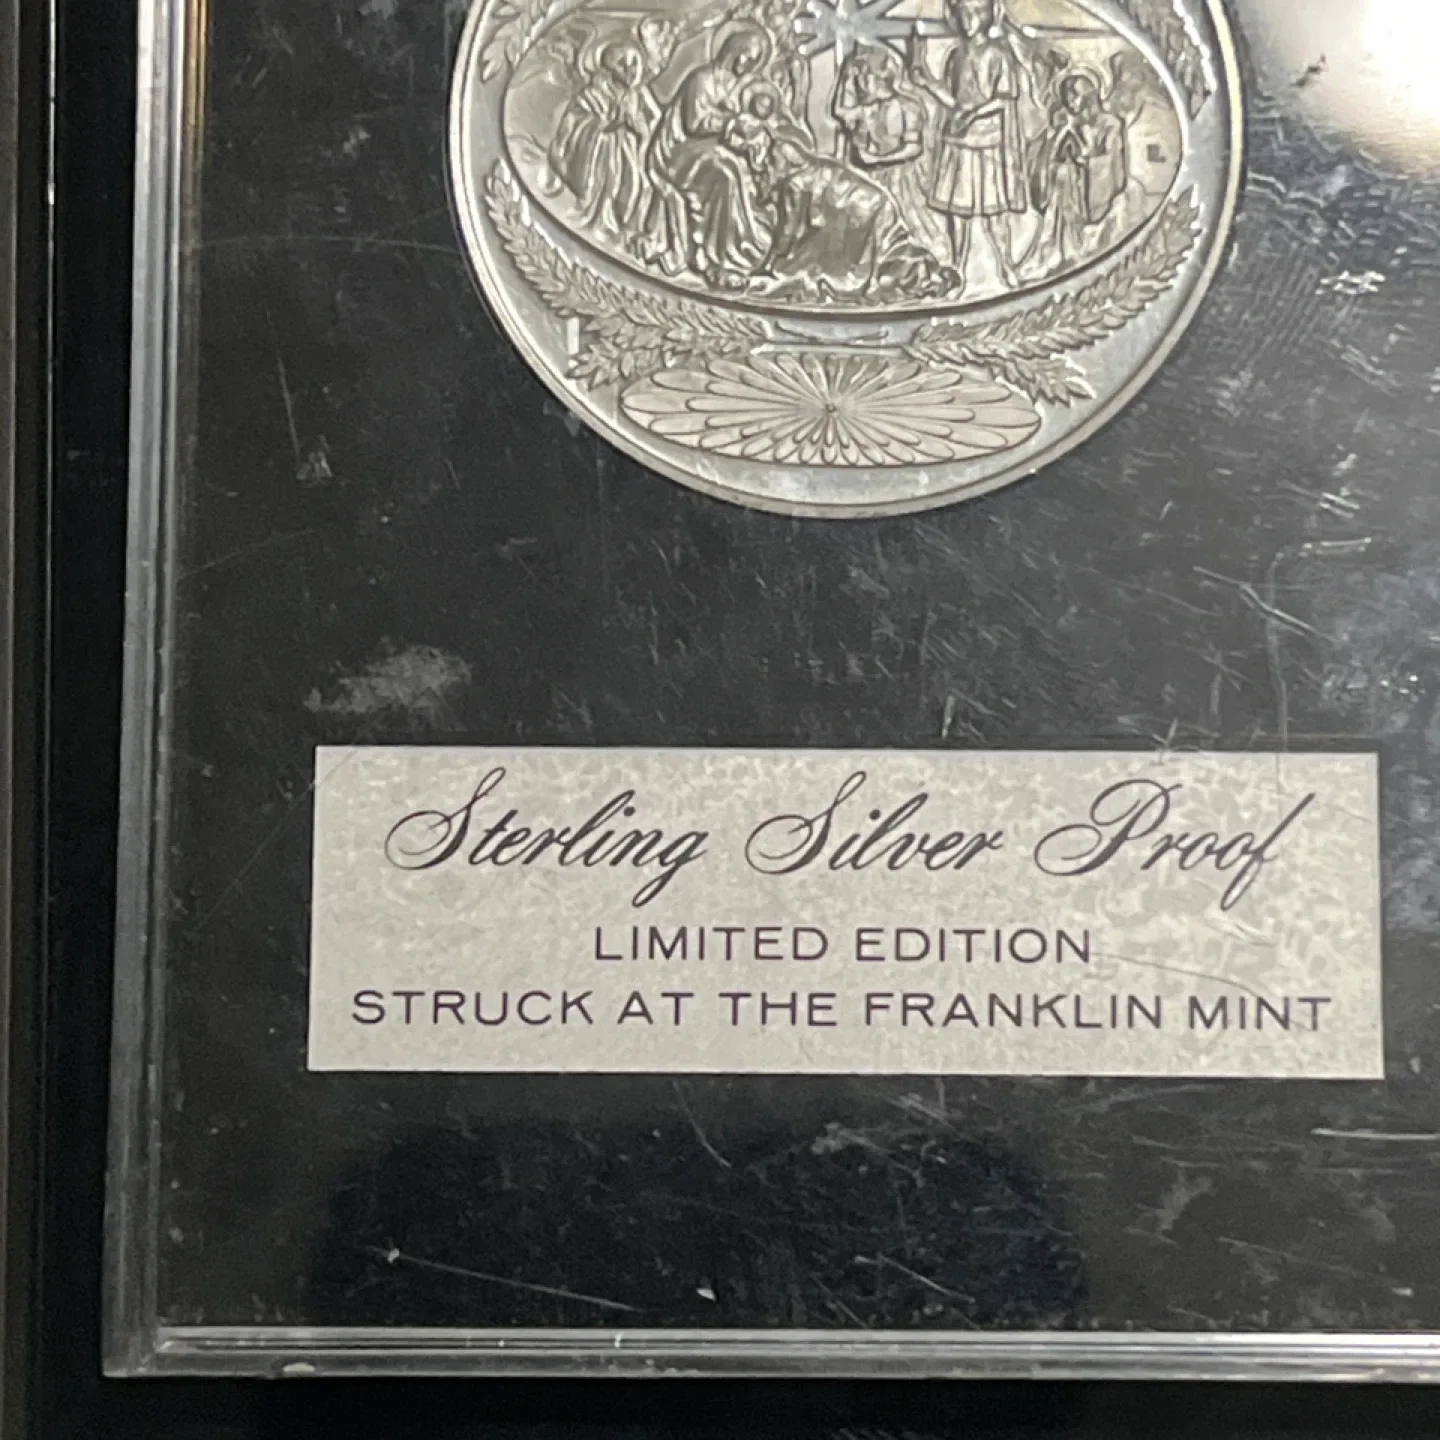 Sterling Silver Proof
LIMITED EDITION
STRUCK AT THE FRANKLIN MINT